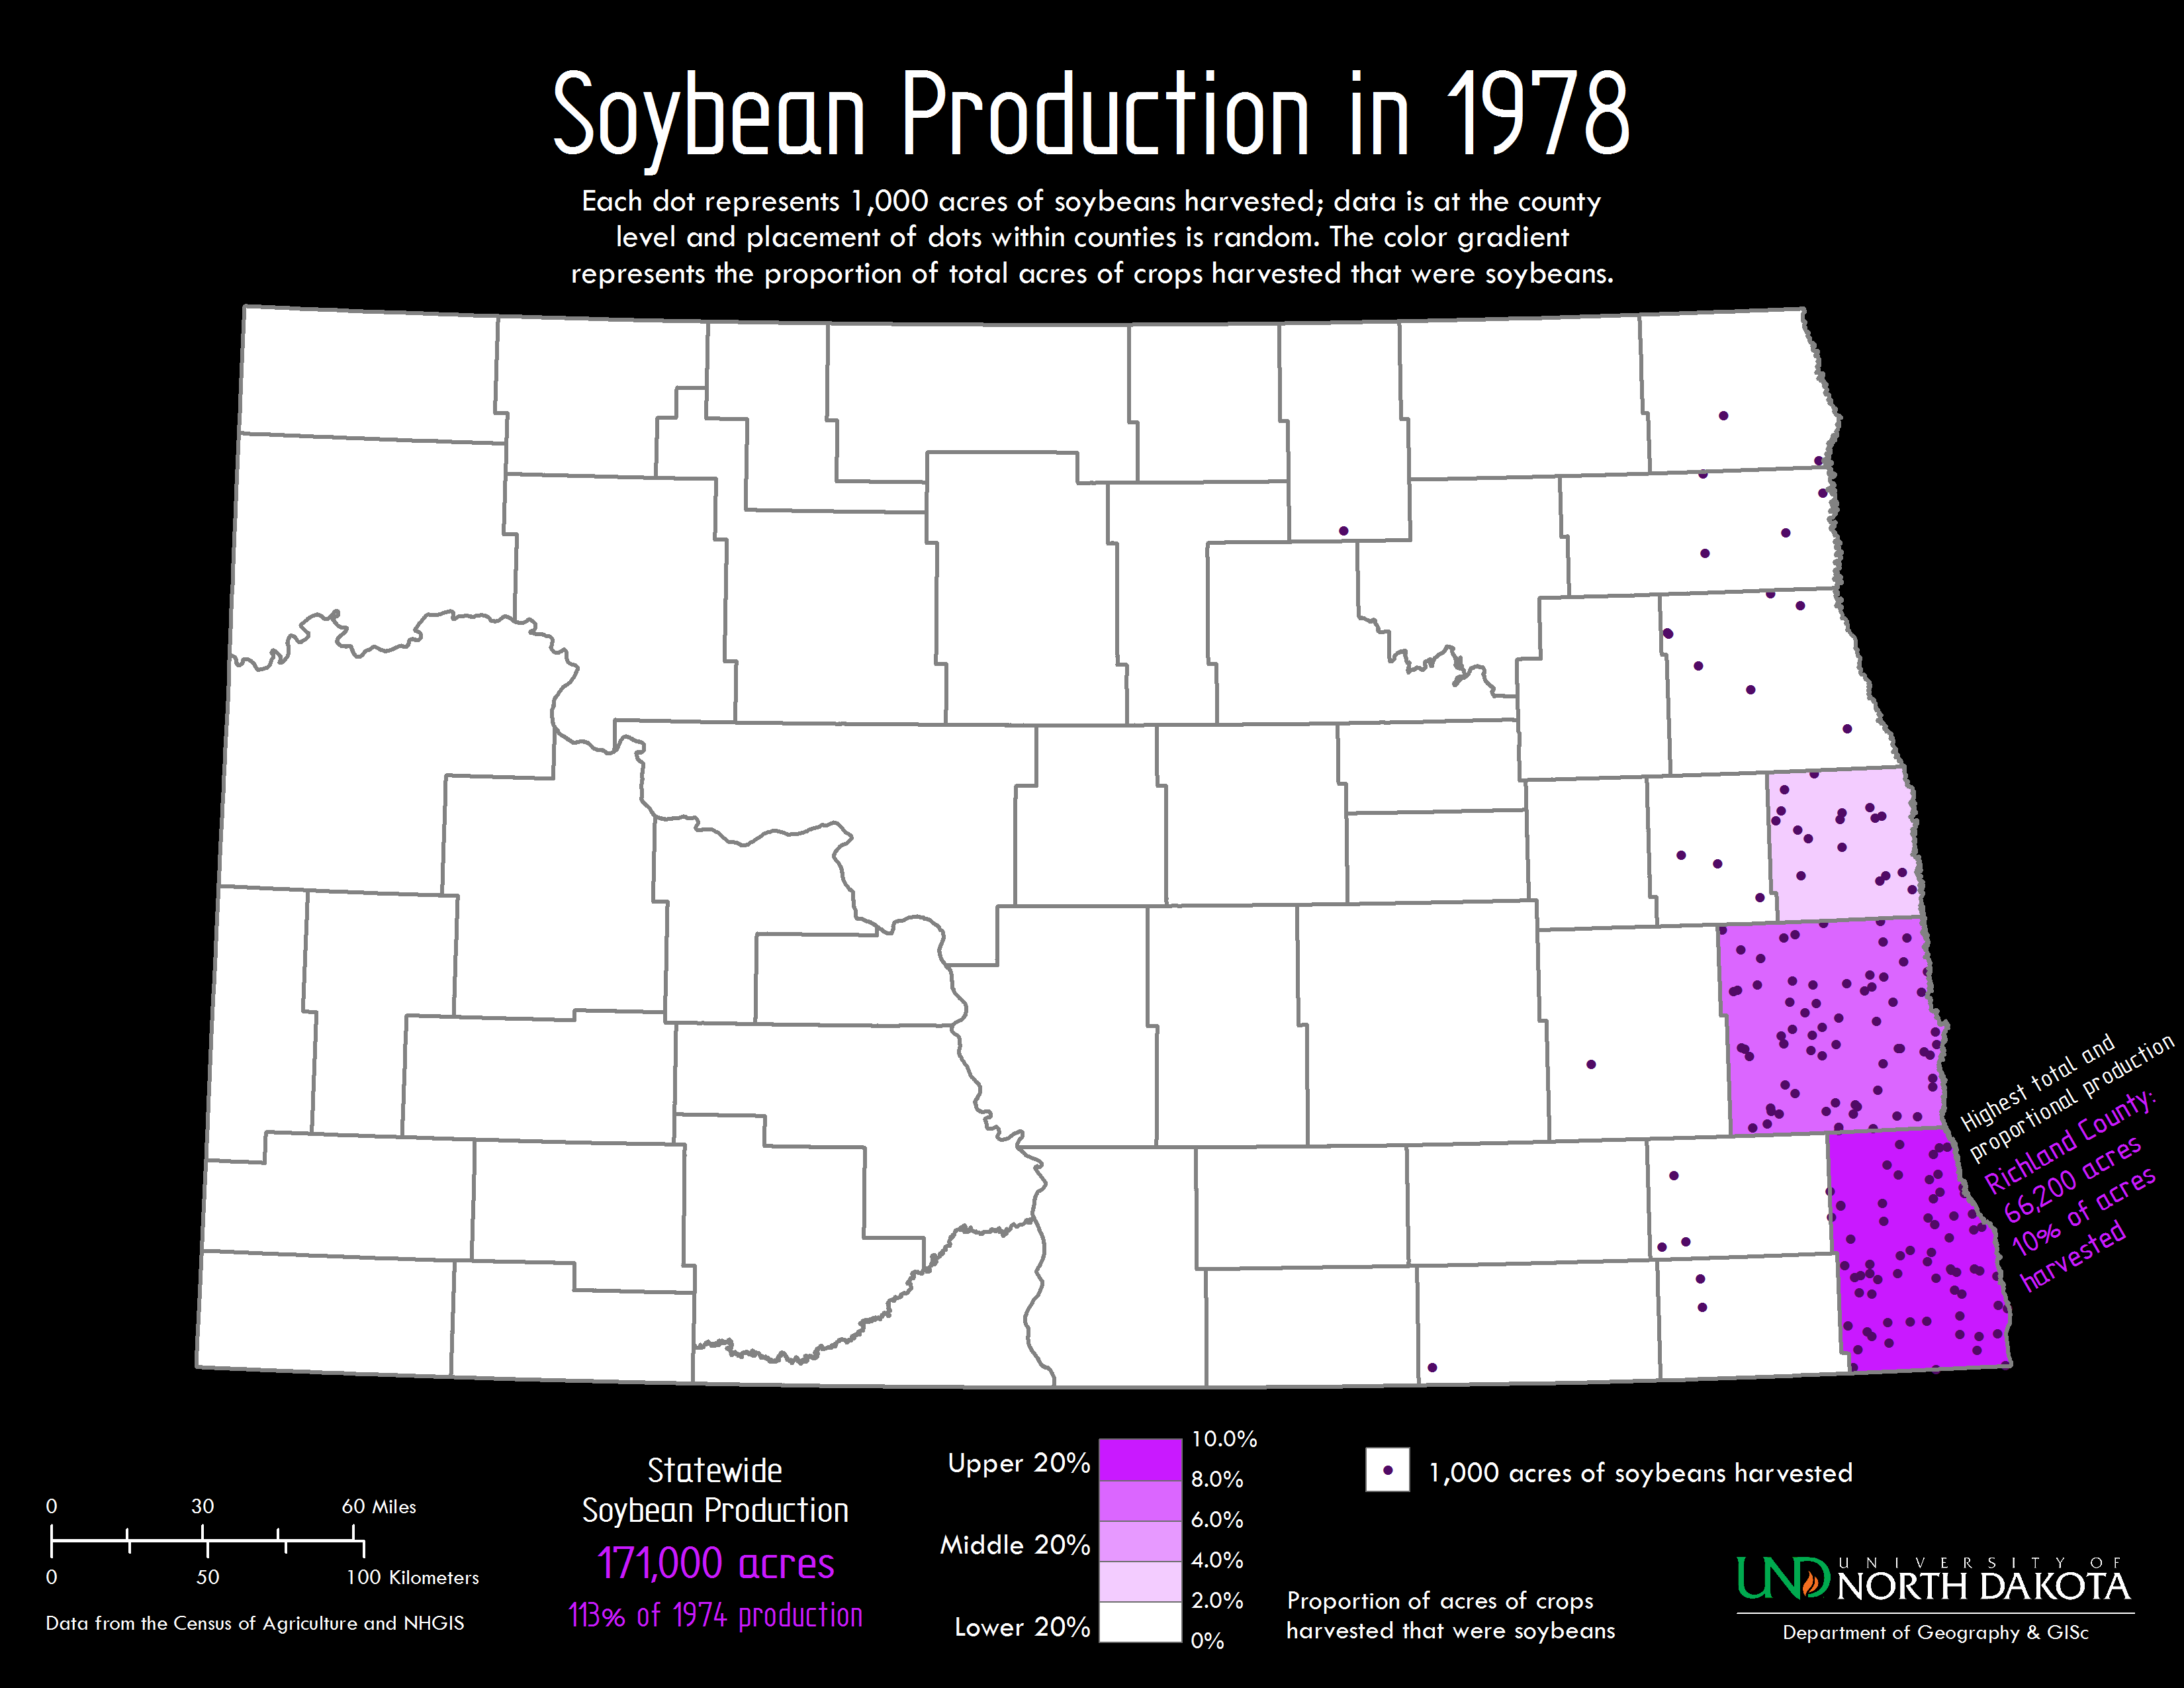 Soybean Production in 1978
Each dot represents 1,000 acres of soybeans harvested; data is at the county
level and placement of dots within counties is random. The color gradient
represents the proportion of total acres of crops harvested that were soybeans.
Highest total and
proportional production
Richland County:
66,200 acres
10% of acres
harvested
0 30 60 Miles
0 50 100 Kilometers
Data from the Census of Agriculture and NHGIS
Statewide
Soybean Production
171,000 acres
113% of 1974 production
Upper 20%
Middle 20%
Lower 20%
10.0%
8.0%
6.0%
4.0%
2.0%
0%
1,000 acres of soybeans harvested
Proportion of acres of crops
harvested that were soybeans
UND UNIVERSITY OF
NORTH DAKOTA
Department of Geography & GISc